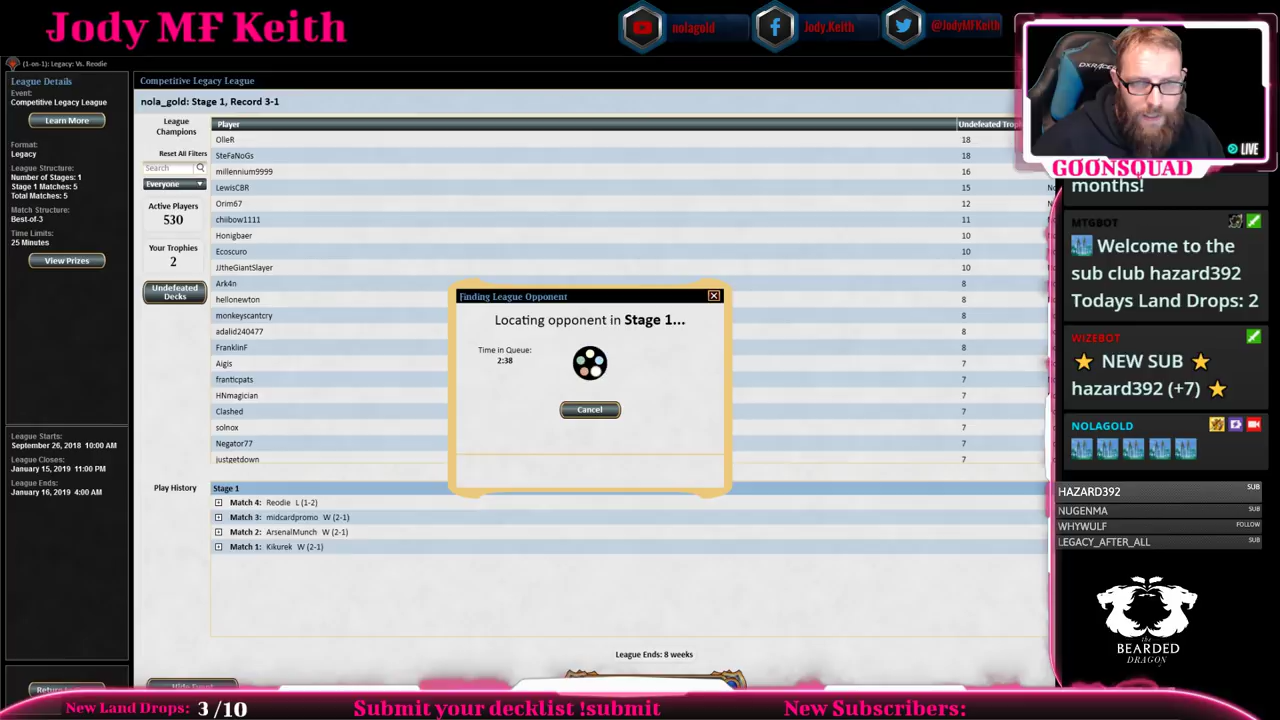 Jody MF Keith
nolagold
Jody.Keith
@JodyMFKeith
(1-on-1): Legacy: Vs. Reodie
League Details
Event:
Competitive Legacy League
Learn More
Format:
Legacy
League Structure:
Number of Stages: 1
Stage 1 Matches: 5
Total Matches: 5
Match Structure:
Best-of-3
Time Limits:
25 Minutes
View Prizes
League Starts:
September 26, 2018 10:00 AM
League Closes:
January 15, 2019 11:00 PM
League Ends:
January 16, 2019 4:00 AM
Competitive Legacy League
nola_gold: Stage 1, Record 3-1
League
Champions
Reset All Filters
Search
Everyone
Active Players
530
Your Trophies
2
Undefeated
Decks
Player
OlleR 18
SteFaNoGs 18
millennium9999 16
LewisCBR 15
Orim67 12
chiibow1111 11
Honigbaer 10
Ecoscuro 10
JJtheGiantSlayer 10
Ark4n 8
hellonewton 8
monkeyscantcry 8
adalid240477 8
FranklinF 8
Aigis 7
franticpats 7
HNmagician 7
Clashed 7
solnox 7
Negator77 7
justgetdown 7
Finding League Opponent
Locating opponent in Stage 1...
Time in Queue:
2:38
Cancel
Play History
Stage 1
Match 4: Reodie L (1-2)
Match 3: midcardpromo W (2-1)
Match 2: ArsenalMunch W (2-1)
Match 1: Kikurek W (2-1)
League Ends: 8 weeks
DXRACER
LIVE
GOONSQUAD
months!
MTGBOT
Welcome to the
sub club hazard392
Todays Land Drops: 2
WIZEBOT
NEW SUB
hazard392 (+7)
NOLAGOLD
HAZARD392 SUB
NUGENMA SUB
WHYWULF FOLLOW
LEGACY_AFTER_ALL SUB
the
BEARDED
DRAGON
New Land Drops: 3 /10
Submit your decklist !submit
New Subscribers: